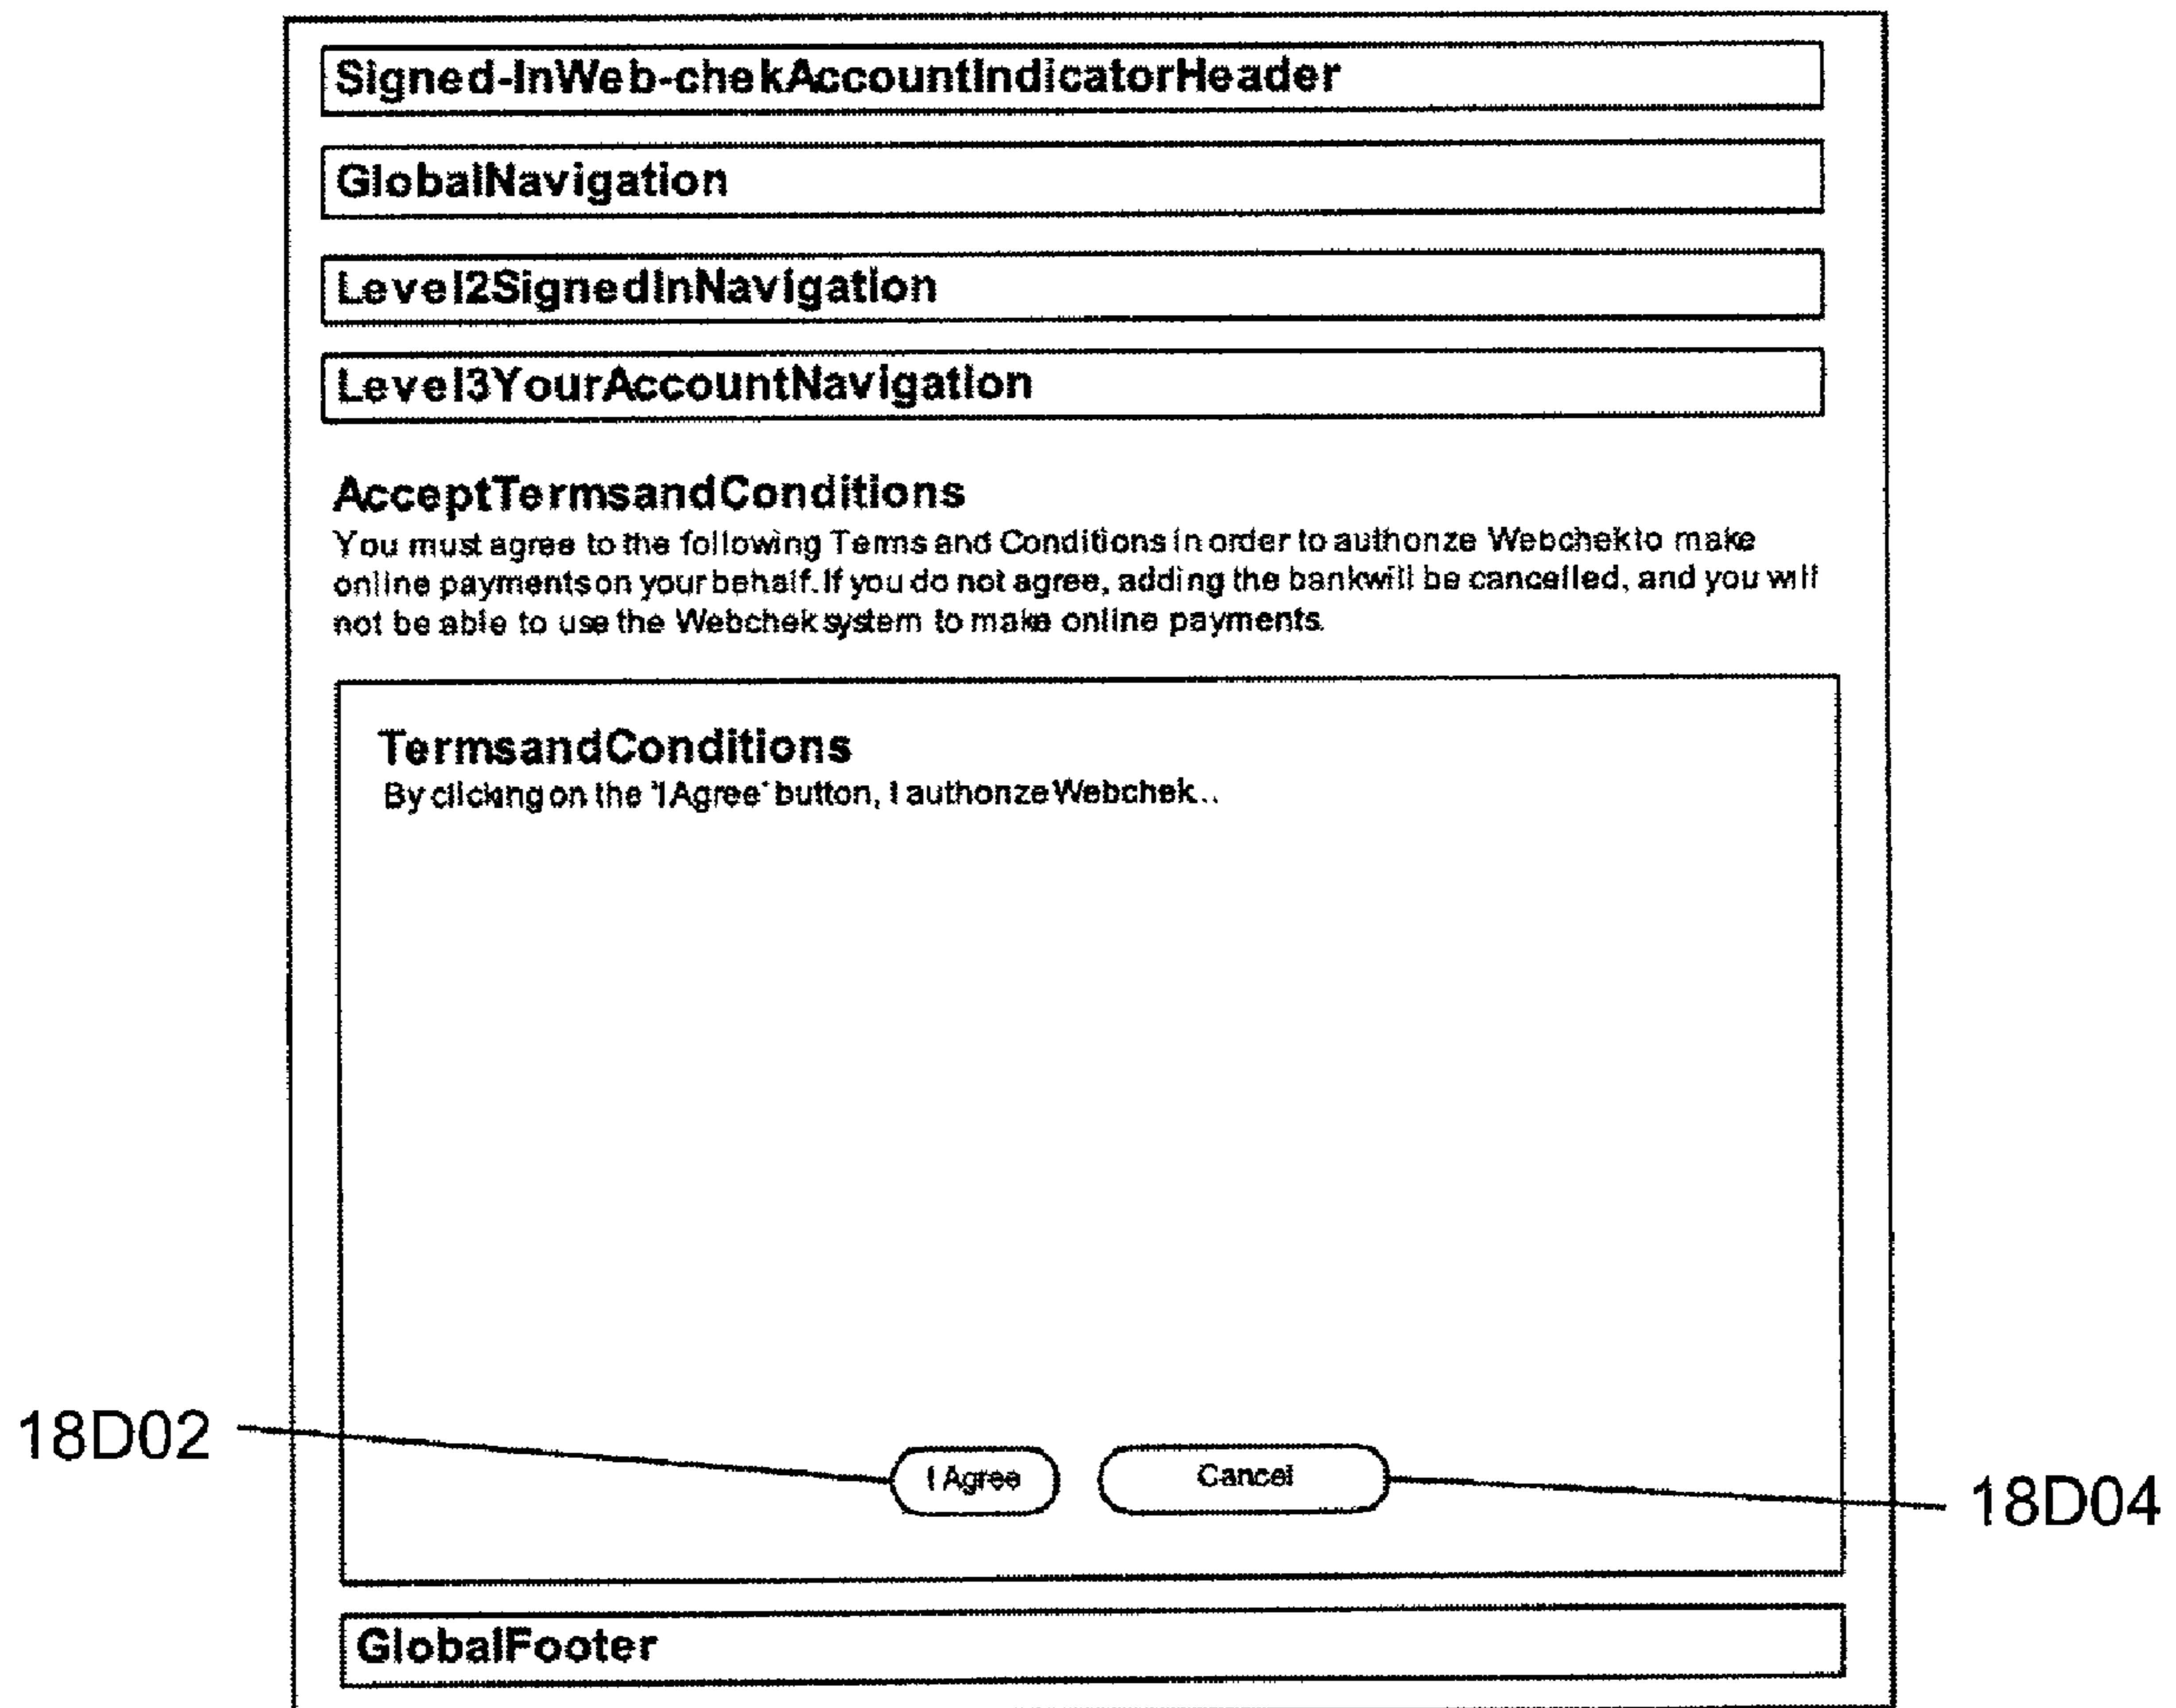 Signed-InWeb-chekAccountIndicatorHeader
GlobalNavigation
Level2SignedInNavigation
Level3YourAccountNavigation
AcceptTermsandConditions
You must agree to the following Terms and Conditions in order to authonze Webchek to make
online payments on your behalf. If you do not agree, adding the bank will be cancelled, and you will
not be able to use the Webchek system to make online payments.
TermsandConditions
By clicking on the "I Agree" button, I authonze Webchek...
18D02
I Agree
Cancel
18D04
GlobalFooter